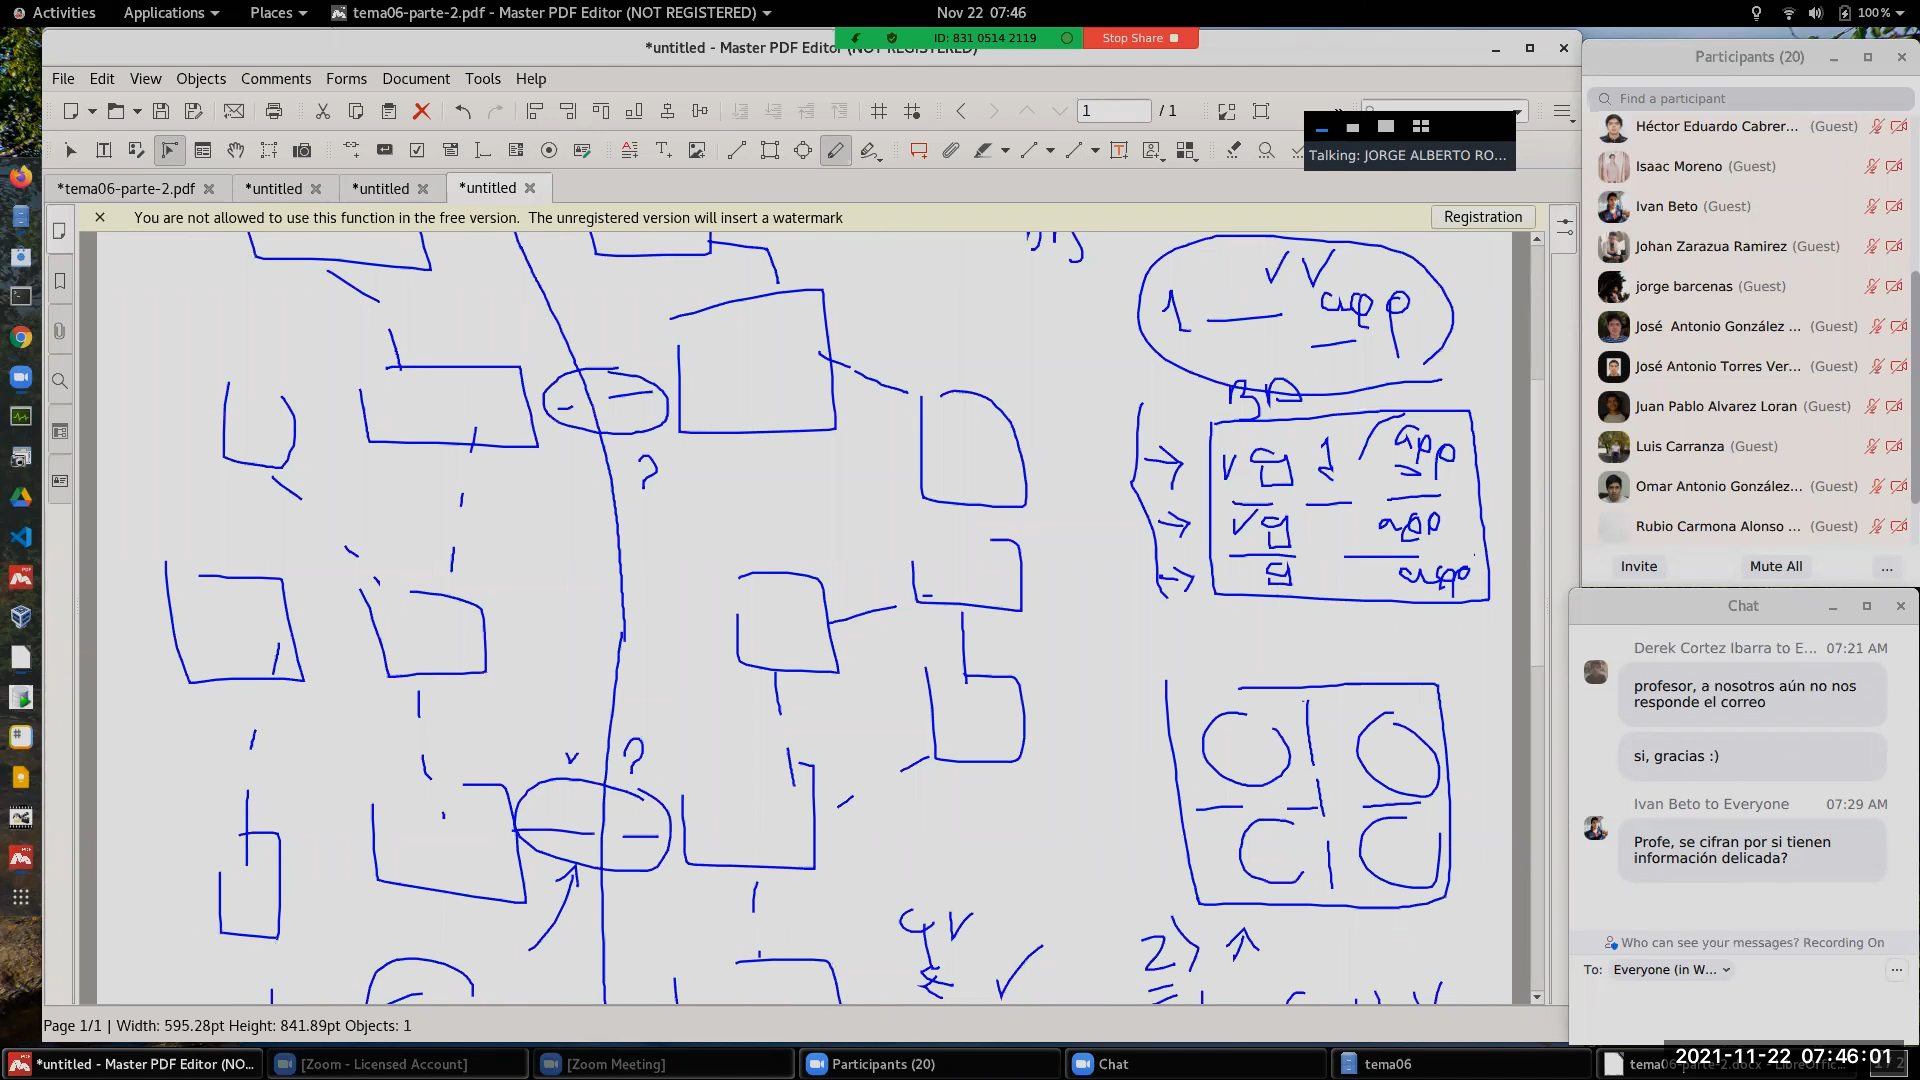 Activities
Applications
Places
tema06-parte-2.pdf - Master PDF Editor (NOT REGISTERED)
Nov 22 07:46
100%
*untitled - Master PDF Editor (NOT REGISTERED)
ID: 831 0514 2119
Stop Share
File Edit View Objects Comments Forms Document Tools Help
1 / 1
Talking: JORGE ALBERTO RO...
*tema06-parte-2.pdf
*untitled
*untitled
*untitled
You are not allowed to use this function in the free version. The unregistered version will insert a watermark
Registration
app
BD
app
app
app
?
?
2)
Page 1/1 | Width: 595.28pt Height: 841.89pt Objects: 1
Participants (20)
Find a participant
Héctor Eduardo Cabrer... (Guest)
Isaac Moreno (Guest)
Ivan Beto (Guest)
Johan Zarazua Ramirez (Guest)
jorge barcenas (Guest)
José Antonio González ... (Guest)
José Antonio Torres Ver... (Guest)
Juan Pablo Alvarez Loran (Guest)
Luis Carranza (Guest)
Omar Antonio González... (Guest)
Rubio Carmona Alonso ... (Guest)
Invite
Mute All
...
Chat
Derek Cortez Ibarra to E... 07:21 AM
profesor, a nosotros aún no nos
responde el correo
si, gracias :)
Ivan Beto to Everyone 07:29 AM
Profe, se cifran por si tienen
información delicada?
Who can see your messages? Recording On
To: Everyone (in W...
*untitled - Master PDF Editor (NO...
[Zoom - Licensed Account]
[Zoom Meeting]
Participants (20)
Chat
tema06
2021-11-22 07:46:01